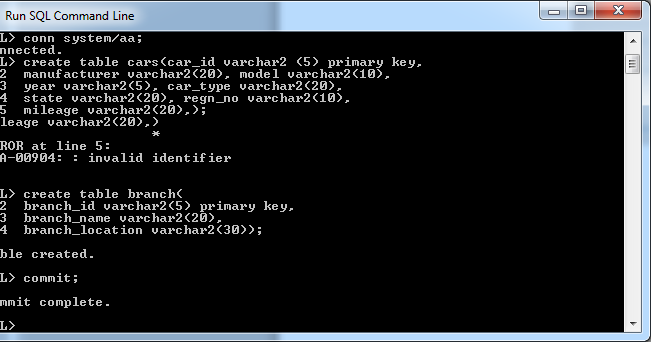 Run SQL Command Line
L> conn system/aa;
nnected.
L> create table cars(car_id varchar2 (5) primary key,
2  manufacturer varchar2(20), model varchar2(10),
3  year varchar2(5), car_type varchar2(20),
4  state varchar2(20), regn_no varchar2(10),
5  mileage varchar2(20),);
leage varchar2(20),)
*
ROR at line 5:
A-00904: : invalid identifier
L> create table branch(
2  branch_id varchar2(5) primary key,
3  branch_name varchar2(20),
4  branch_location varchar2(30));
ble created.
L> commit;
mmit complete.
L>